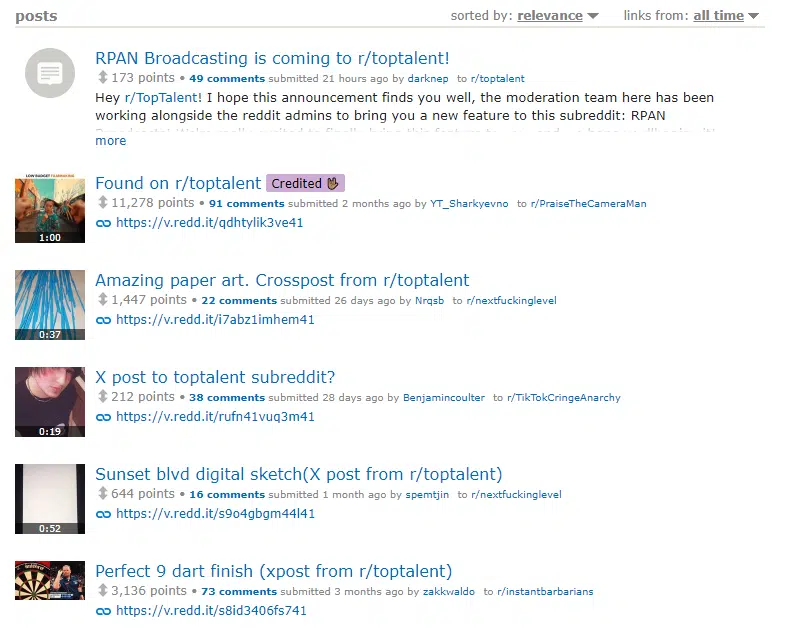 posts
sorted by: relevance links from: all time
RPAN Broadcasting is coming to r/toptalent!
173 points • 49 comments submitted 21 hours ago by darknep to r/toptalent
Hey r/TopTalent! I hope this announcement finds you well, the moderation team here has been
working alongside the reddit admins to bring you a new feature to this subreddit: RPAN
more
Found on r/toptalent Credited
11,278 points • 91 comments submitted 2 months ago by YT_Sharkyevno to r/PraiseTheCameraMan
https://v.redd.it/qdhtylik3ve41
1:00
Amazing paper art. Crosspost from r/toptalent
1,447 points • 22 comments submitted 26 days ago by Nrqsb to r/nextfuckinglevel
https://v.redd.it/i7abz1imhem41
0:37
X post to toptalent subreddit?
212 points • 38 comments submitted 28 days ago by Benjamincoulter to r/TikTokCringeAnarchy
https://v.redd.it/rufn41vuq3m41
0:19
Sunset blvd digital sketch(X post from r/toptalent)
644 points • 16 comments submitted 1 month ago by spemtjin to r/nextfuckinglevel
https://v.redd.it/s9o4gbgm44l41
0:52
Perfect 9 dart finish (xpost from r/toptalent)
3,136 points • 73 comments submitted 3 months ago by zakkwaldo to r/instantbarbarians
https://v.redd.it/s8id3406fs741